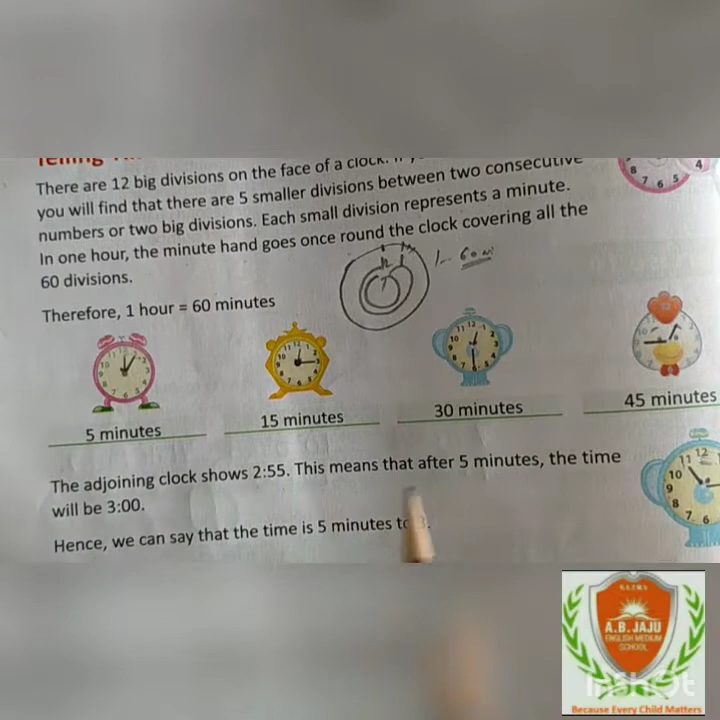 Telling
There are 12 big divisions on the face of a clock.
you will find that there are 5 smaller divisions between two consecutive
numbers or two big divisions. Each small division represents a minute.
In one hour, the minute hand goes once round the clock covering all the
60 divisions.
Therefore, 1 hour = 60 minutes
5 minutes
15 minutes
30 minutes
45 minutes
The adjoining clock shows 2:55. This means that after 5 minutes, the time
will be 3:00.
Hence, we can say that the time is 5 minutes to 3.
A.B. JAJU
ENGLISH MEDIUM
SCHOOL
InShOt
Because Every Child Matters